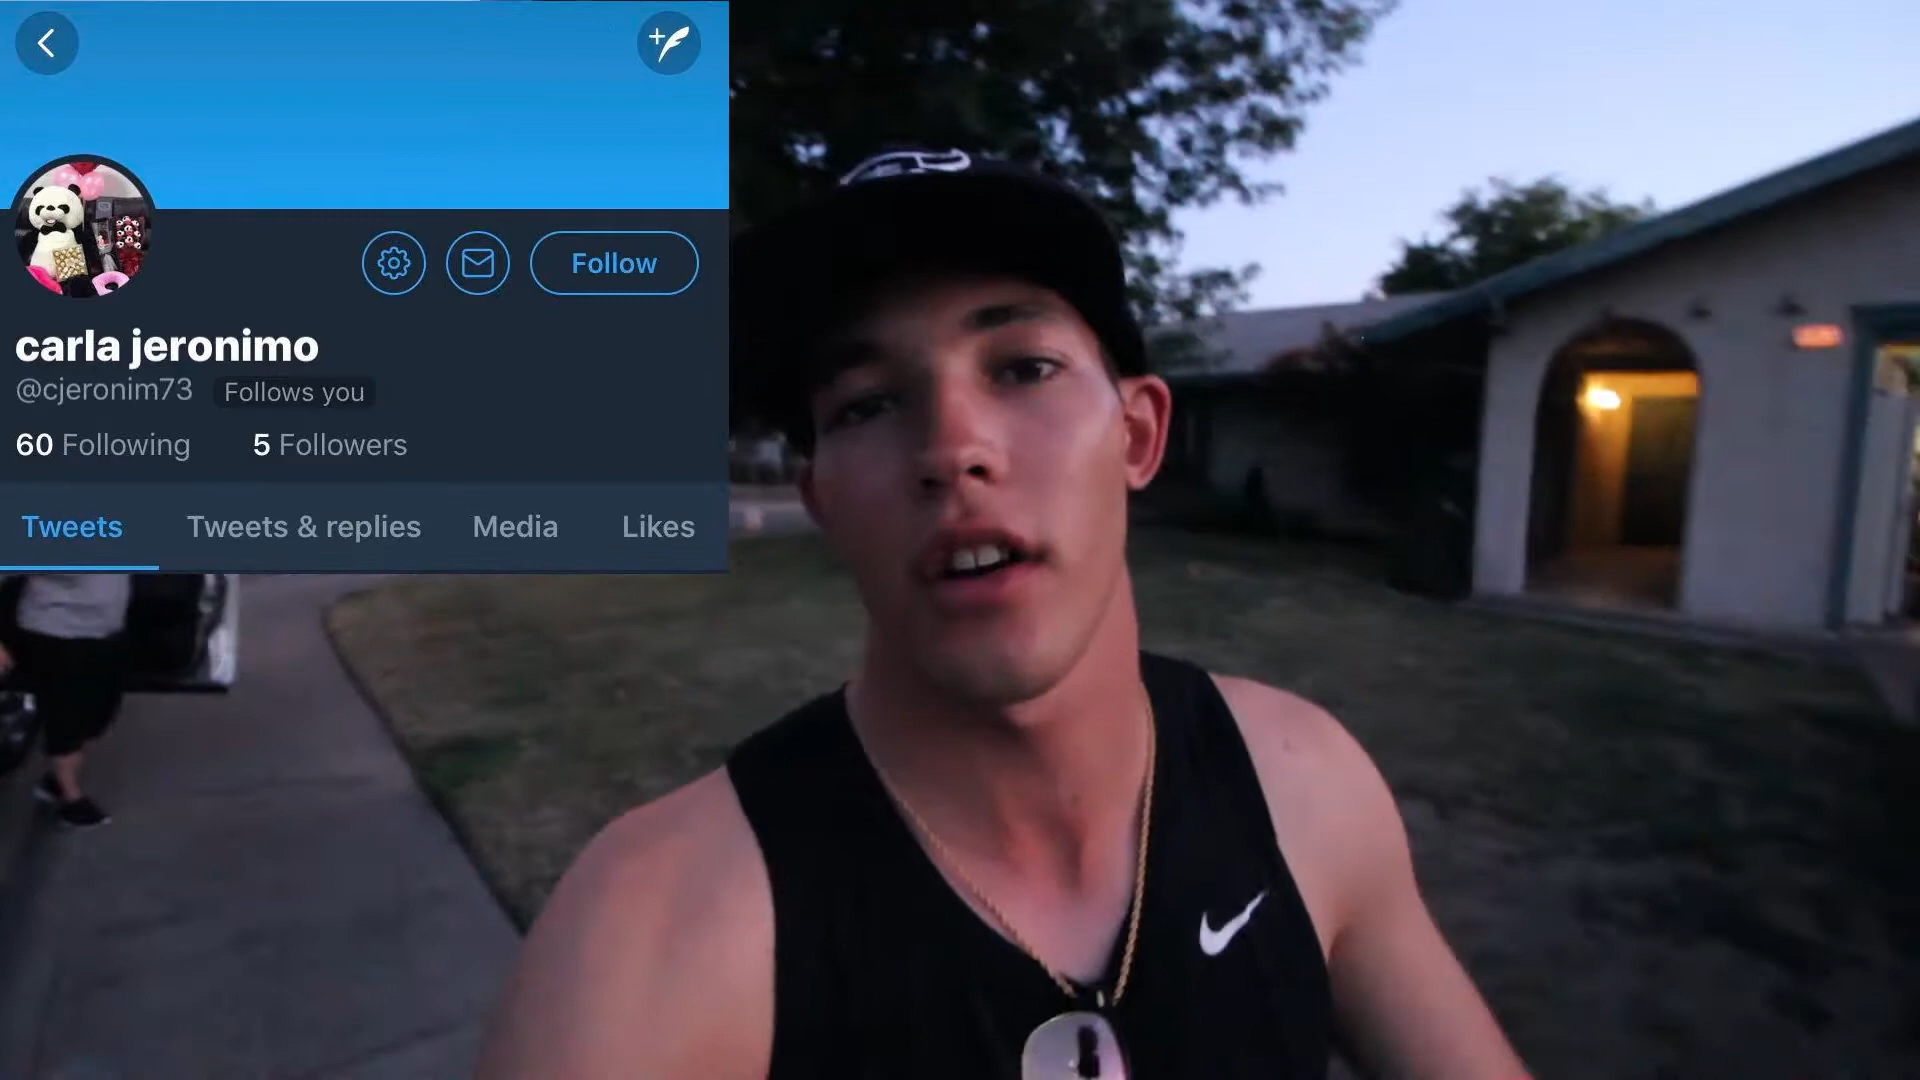 Follow
carla jeronimo
@cjeronim73 Follows you
60 Following 5 Followers
Tweets Tweets & replies Media Likes